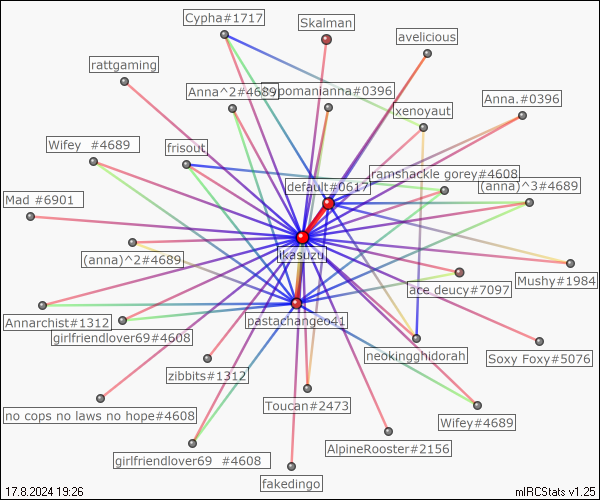 Cypha#1717
Skalman
avelicious
rattgaming
Anna^2#4689
pomanianna#0396
Anna.#0396
xenoyaut
Wifey  #4689
frisout
ramshackle gorey#4608
default#0617
(anna)^3#4689
Mad #6901
ikasuzu
(anna)^2#4689
Mushy#1984
ace deucy#7097
Annarchist#1312
pastachangeo41
girlfriendlover69#4608
neokingghidorah
Soxy Foxy#5076
zibbits#1312
Toucan#2473
no cops no laws no hope#4608
Wifey#4689
AlpineRooster#2156
girlfriendlover69  #4608
fakedingo
17.8.2024 19:26
mIRCStats v1.25